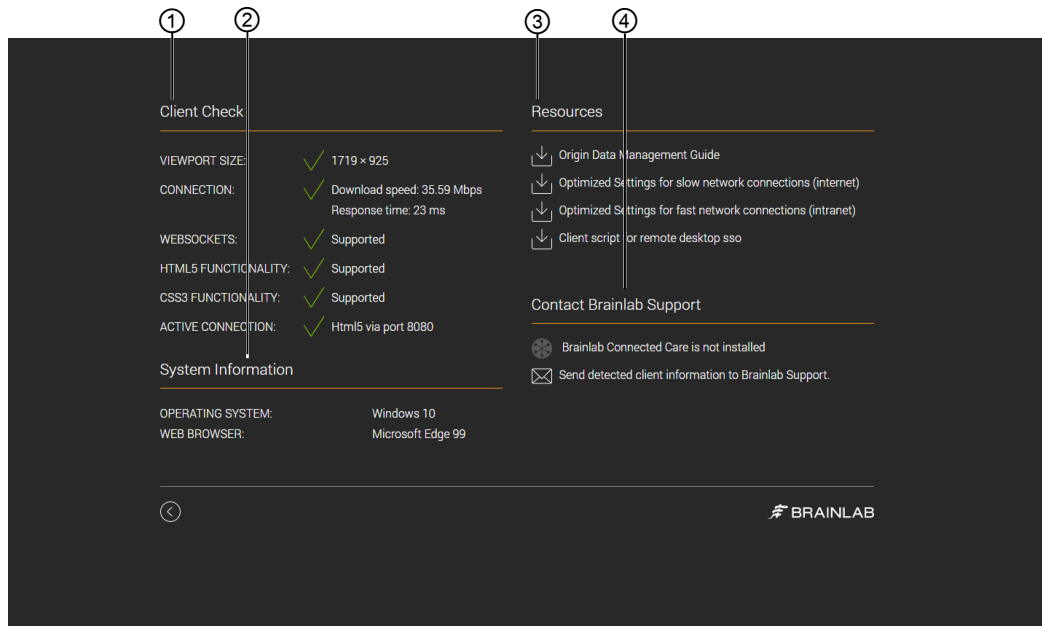 ① ② ③ ④
Client Check
VIEWPORT SIZE: 1719 × 925
CONNECTION: Download speed: 35.59 Mbps
Response time: 23 ms
WEBSOCKETS: Supported
HTML5 FUNCTIONALITY: Supported
CSS3 FUNCTIONALITY: Supported
ACTIVE CONNECTION: Html5 via port 8080
System Information
OPERATING SYSTEM: Windows 10
WEB BROWSER: Microsoft Edge 99
Resources
Origin Data Management Guide
Optimized Settings for slow network connections (internet)
Optimized Settings for fast network connections (intranet)
Client script for remote desktop sso
Contact Brainlab Support
Brainlab Connected Care is not installed
Send detected client information to Brainlab Support.
BRAINLAB